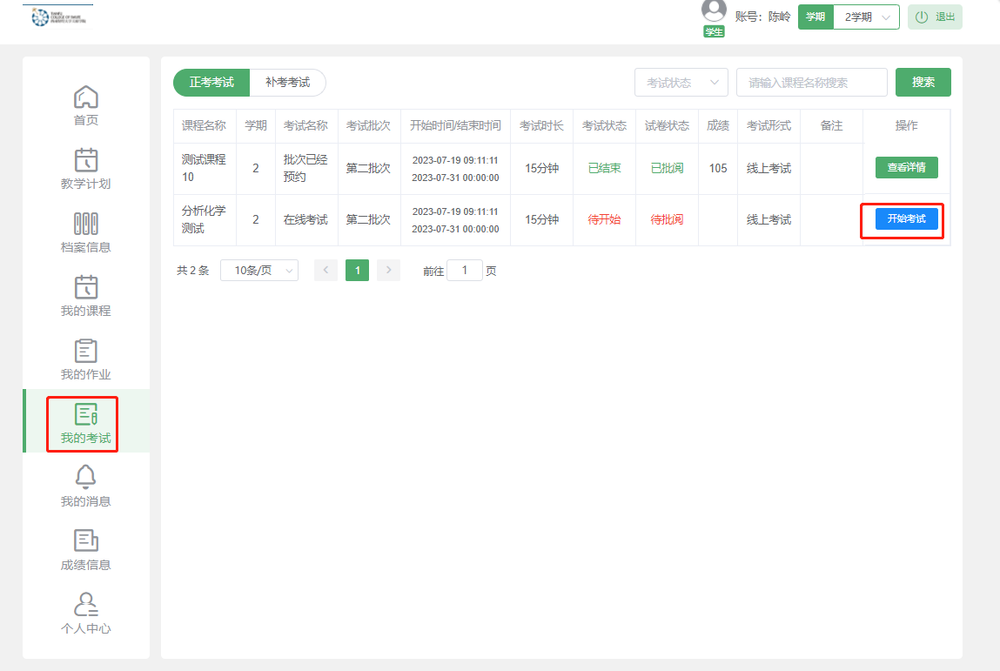 账号：陈岭
学期
2学期
退出
学生
首页
教学计划
档案信息
我的课程
我的作业
我的考试
我的消息
成绩信息
个人中心
正考考试
补考考试
考试状态
请输入课程名称搜索
搜索
课程名称 学期 考试名称 考试批次 开始时间/结束时间 考试时长 考试状态 试卷状态 成绩 考试形式 备注 操作
测试课程10 2 批次已经预约 第二批次 2023-07-19 09:11:11 2023-07-31 00:00:00 15分钟 已结束 已批阅 105 线上考试 查看详情
分析化学测试 2 在线考试 第二批次 2023-07-19 09:11:11 2023-07-31 00:00:00 15分钟 待开始 待批阅 线上考试 开始考试
共 2 条 10条/页 1 前往 1 页